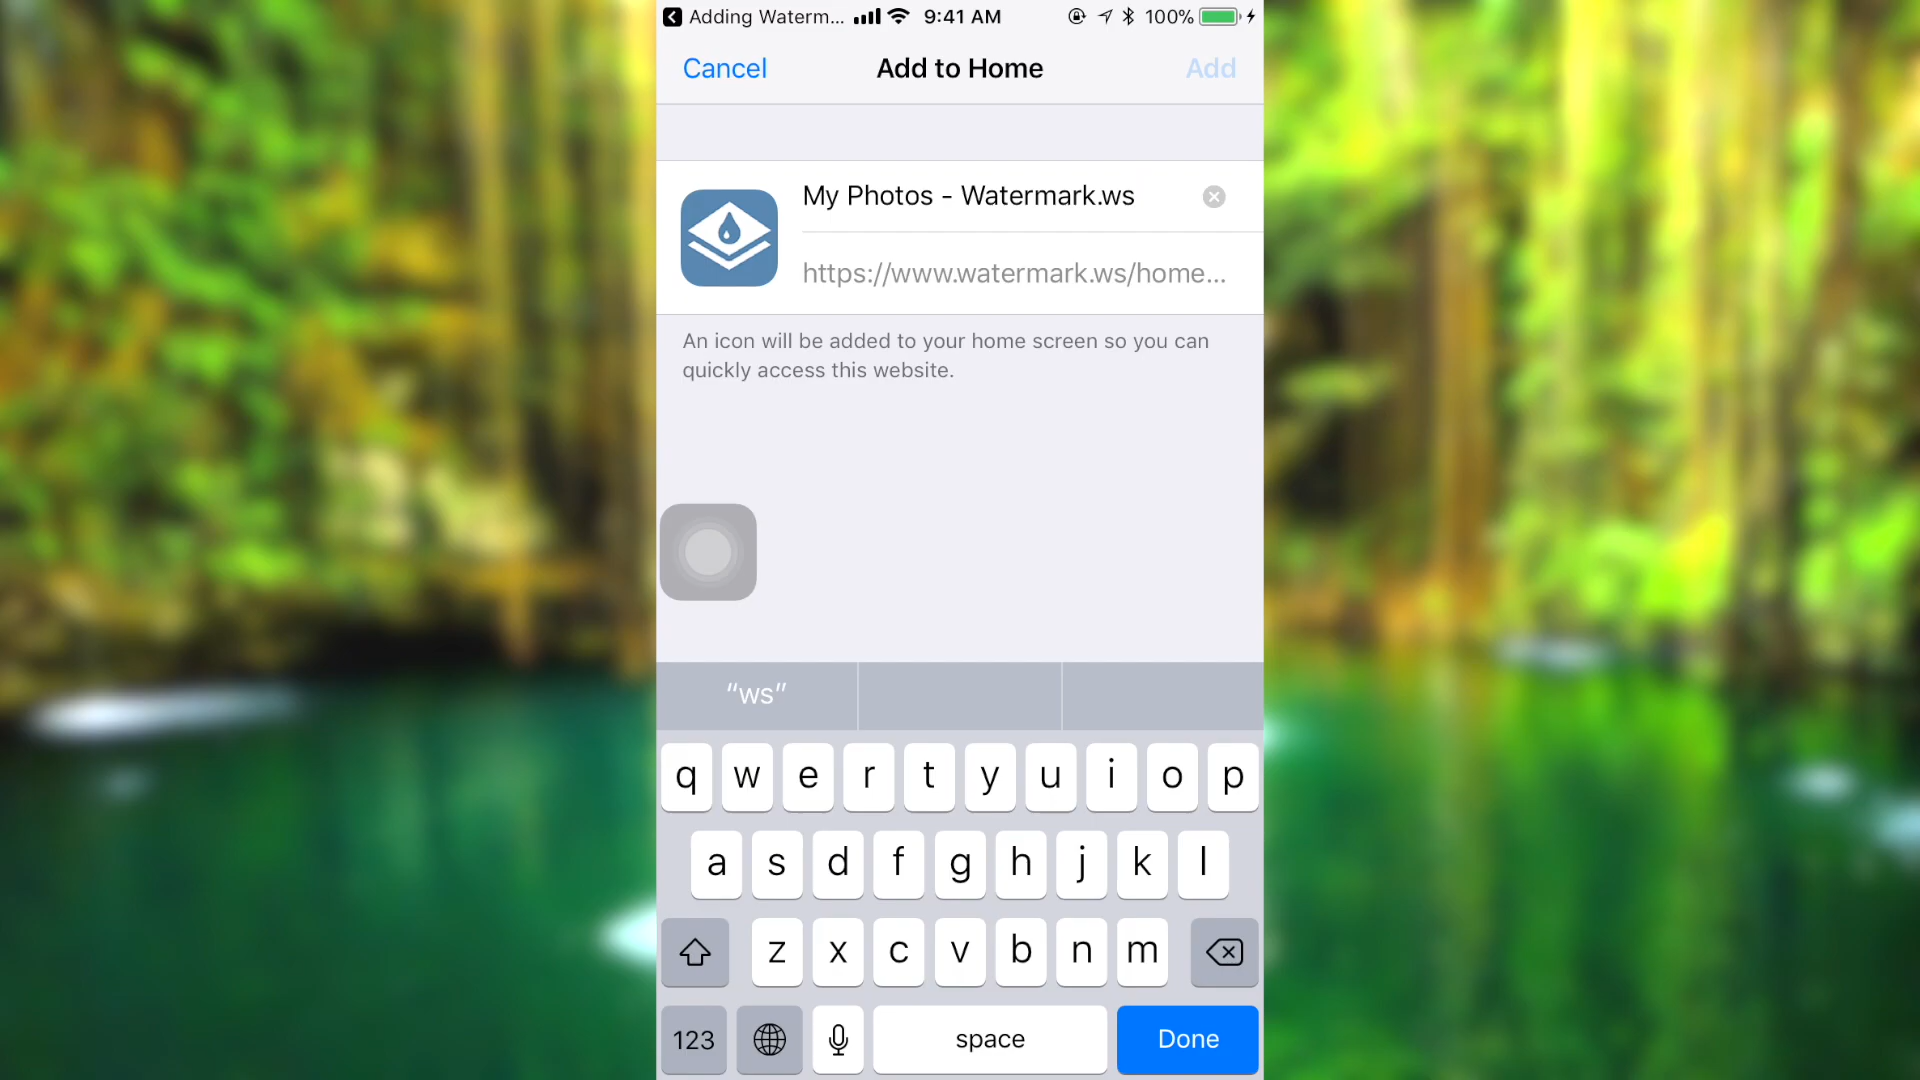 Adding Waterm... 9:41 AM 100%
Cancel Add to Home Add
My Photos - Watermark.ws
https://www.watermark.ws/home...
An icon will be added to your home screen so you can
quickly access this website.
“ws”
q w e r t y u i o p
a s d f g h j k l
z x c v b n m
123 space Done